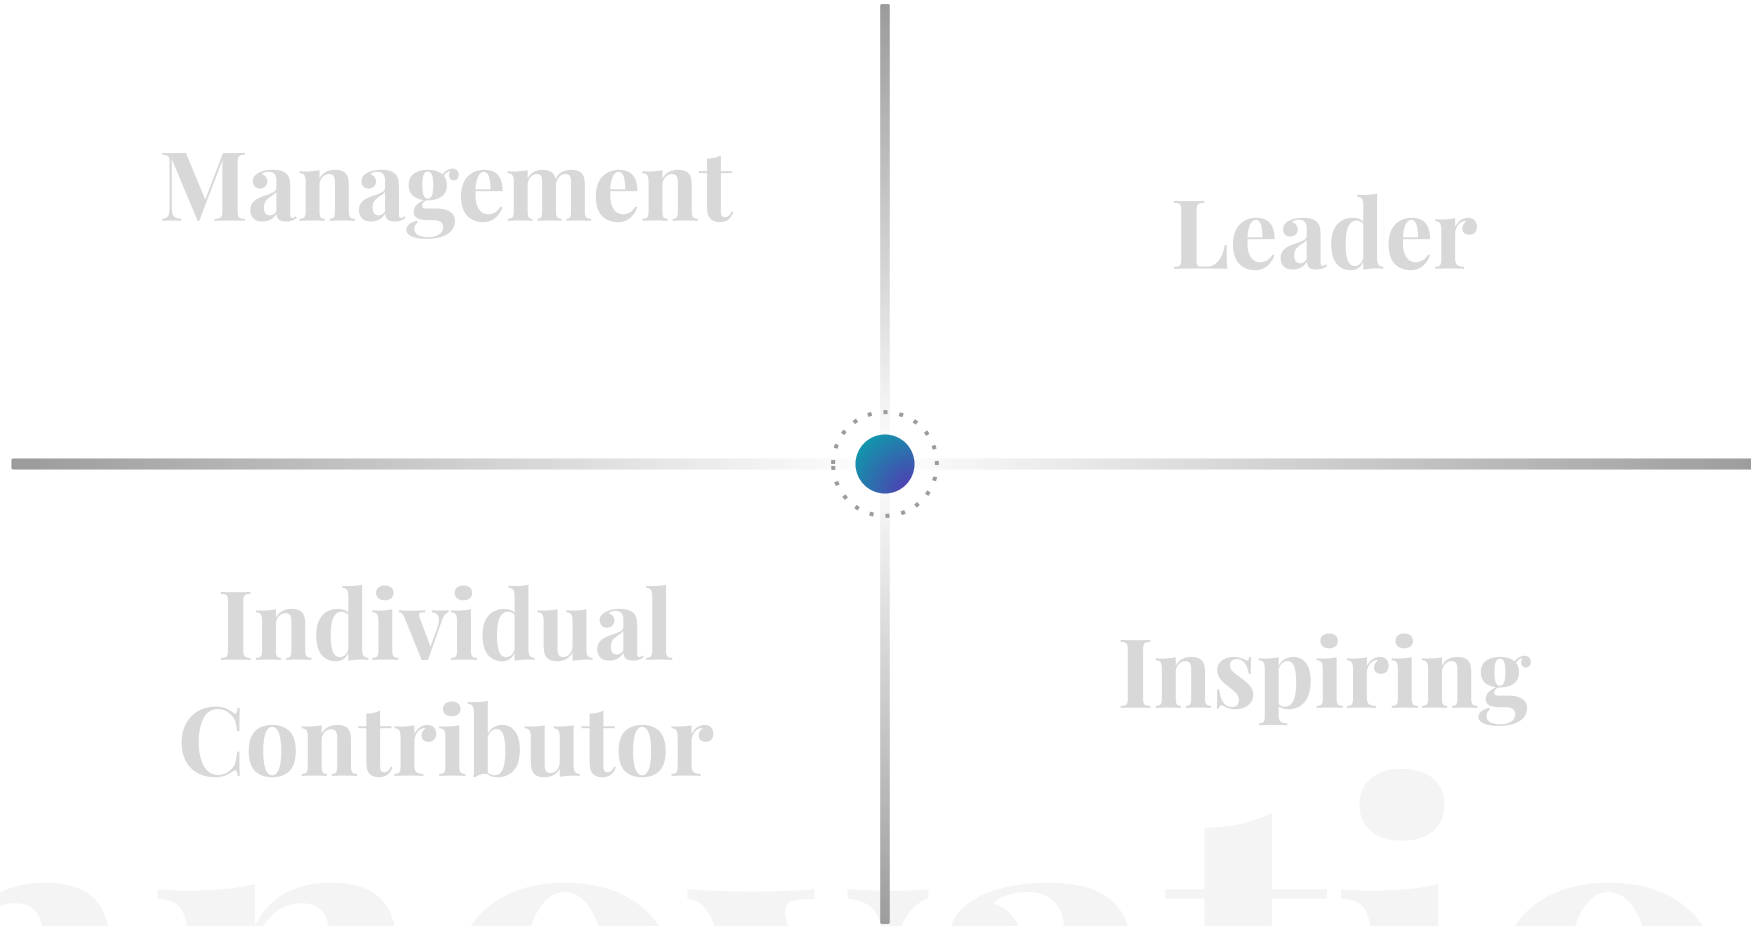 Management
Leader
Individual
Contributor
Inspiring